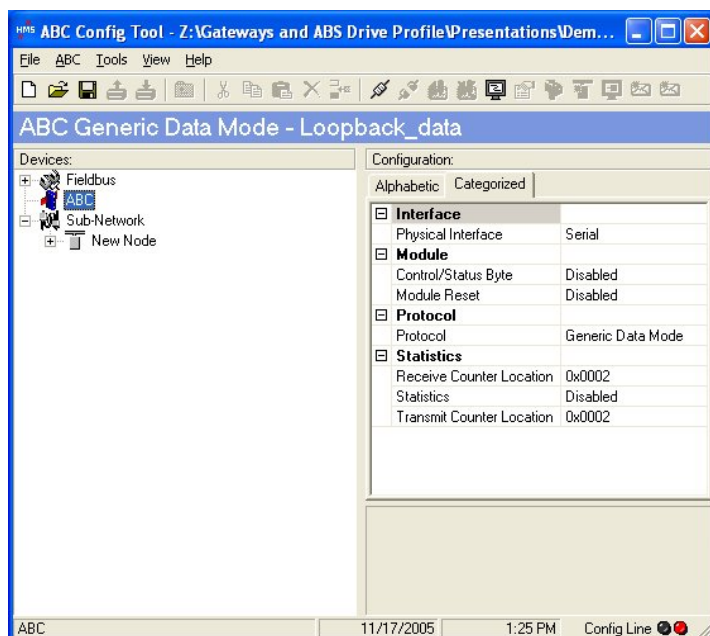 HMS ABC Config Tool - Z:\Gateways and ABS Drive Profile\Presentations\Dem...
File ABC Tools View Help
ABC Generic Data Mode - Loopback_data
Devices:
Fieldbus
ABC
Sub-Network
New Node
Configuration:
Alphabetic Categorized
Interface
Physical Interface Serial
Module
Control/Status Byte Disabled
Module Reset Disabled
Protocol
Protocol Generic Data Mode
Statistics
Receive Counter Location 0x0002
Statistics Disabled
Transmit Counter Location 0x0002
ABC 11/17/2005 1:25 PM Config Line